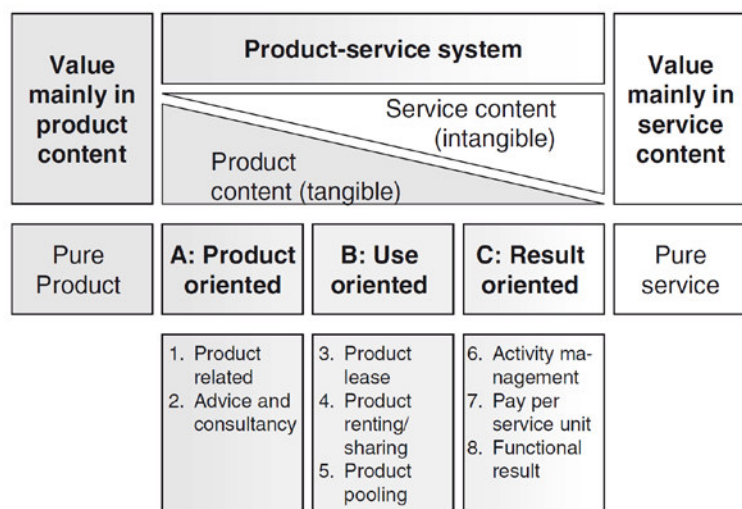 Value
mainly in
product
content
Product-service system
Service content
(intangible)
Product
content (tangible)
Value
mainly in
service
content
Pure
Product
A: Product
oriented
B: Use
oriented
C: Result
oriented
Pure
service
1. Product
related
2. Advice and
consultancy
3. Product
lease
4. Product
renting/
sharing
5. Product
pooling
6. Activity ma-
nagement
7. Pay per
service unit
8. Functional
result